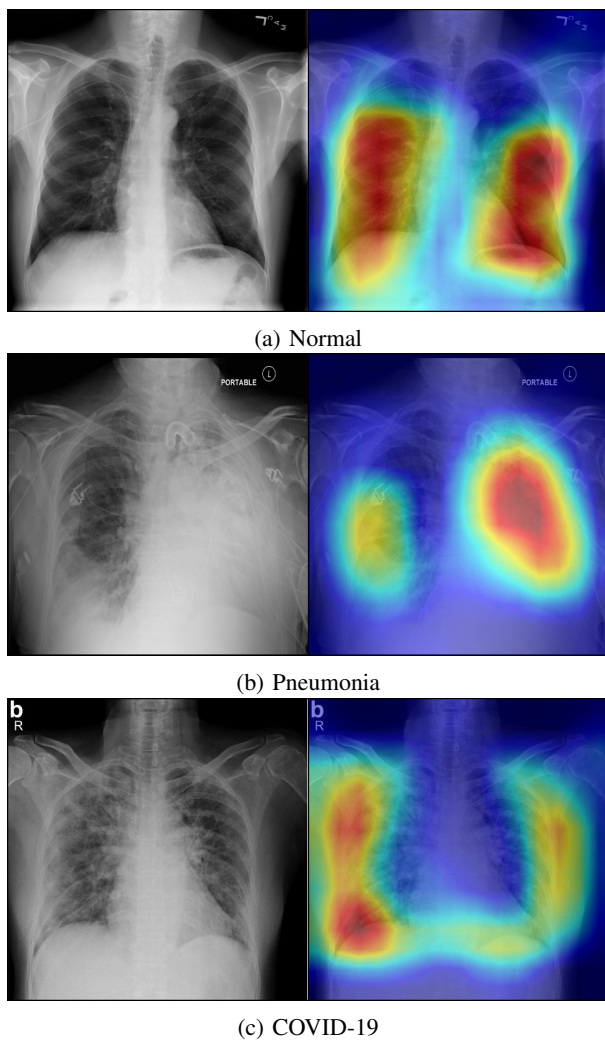 (a) Normal
PORTABLE L
PORTABLE L
(b) Pneumonia
b
R
b
R
(c) COVID-19